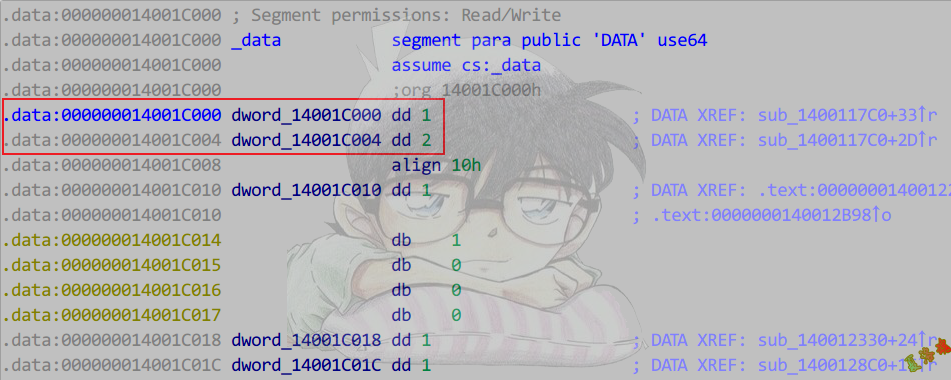 .data:000000014001C000 ; Segment permissions: Read/Write
.data:000000014001C000 _data segment para public 'DATA' use64
.data:000000014001C000 assume cs:_data
.data:000000014001C000 ;org 14001C000h
.data:000000014001C000 dword_14001C000 dd 1 ; DATA XREF: sub_1400117C0+33↑r
.data:000000014001C004 dword_14001C004 dd 2 ; DATA XREF: sub_1400117C0+2D↑r
.data:000000014001C008 align 10h
.data:000000014001C010 dword_14001C010 dd 1 ; DATA XREF: .text:0000000140012
.data:000000014001C010 ; .text:0000000140012B98↑o
.data:000000014001C014 db 1
.data:000000014001C015 db 0
.data:000000014001C016 db 0
.data:000000014001C017 db 0
.data:000000014001C018 dword_14001C018 dd 1 ; DATA XREF: sub_140012330+24↑r
.data:000000014001C01C dword_14001C01C dd 1 ; DATA XREF: sub_1400128C0+1